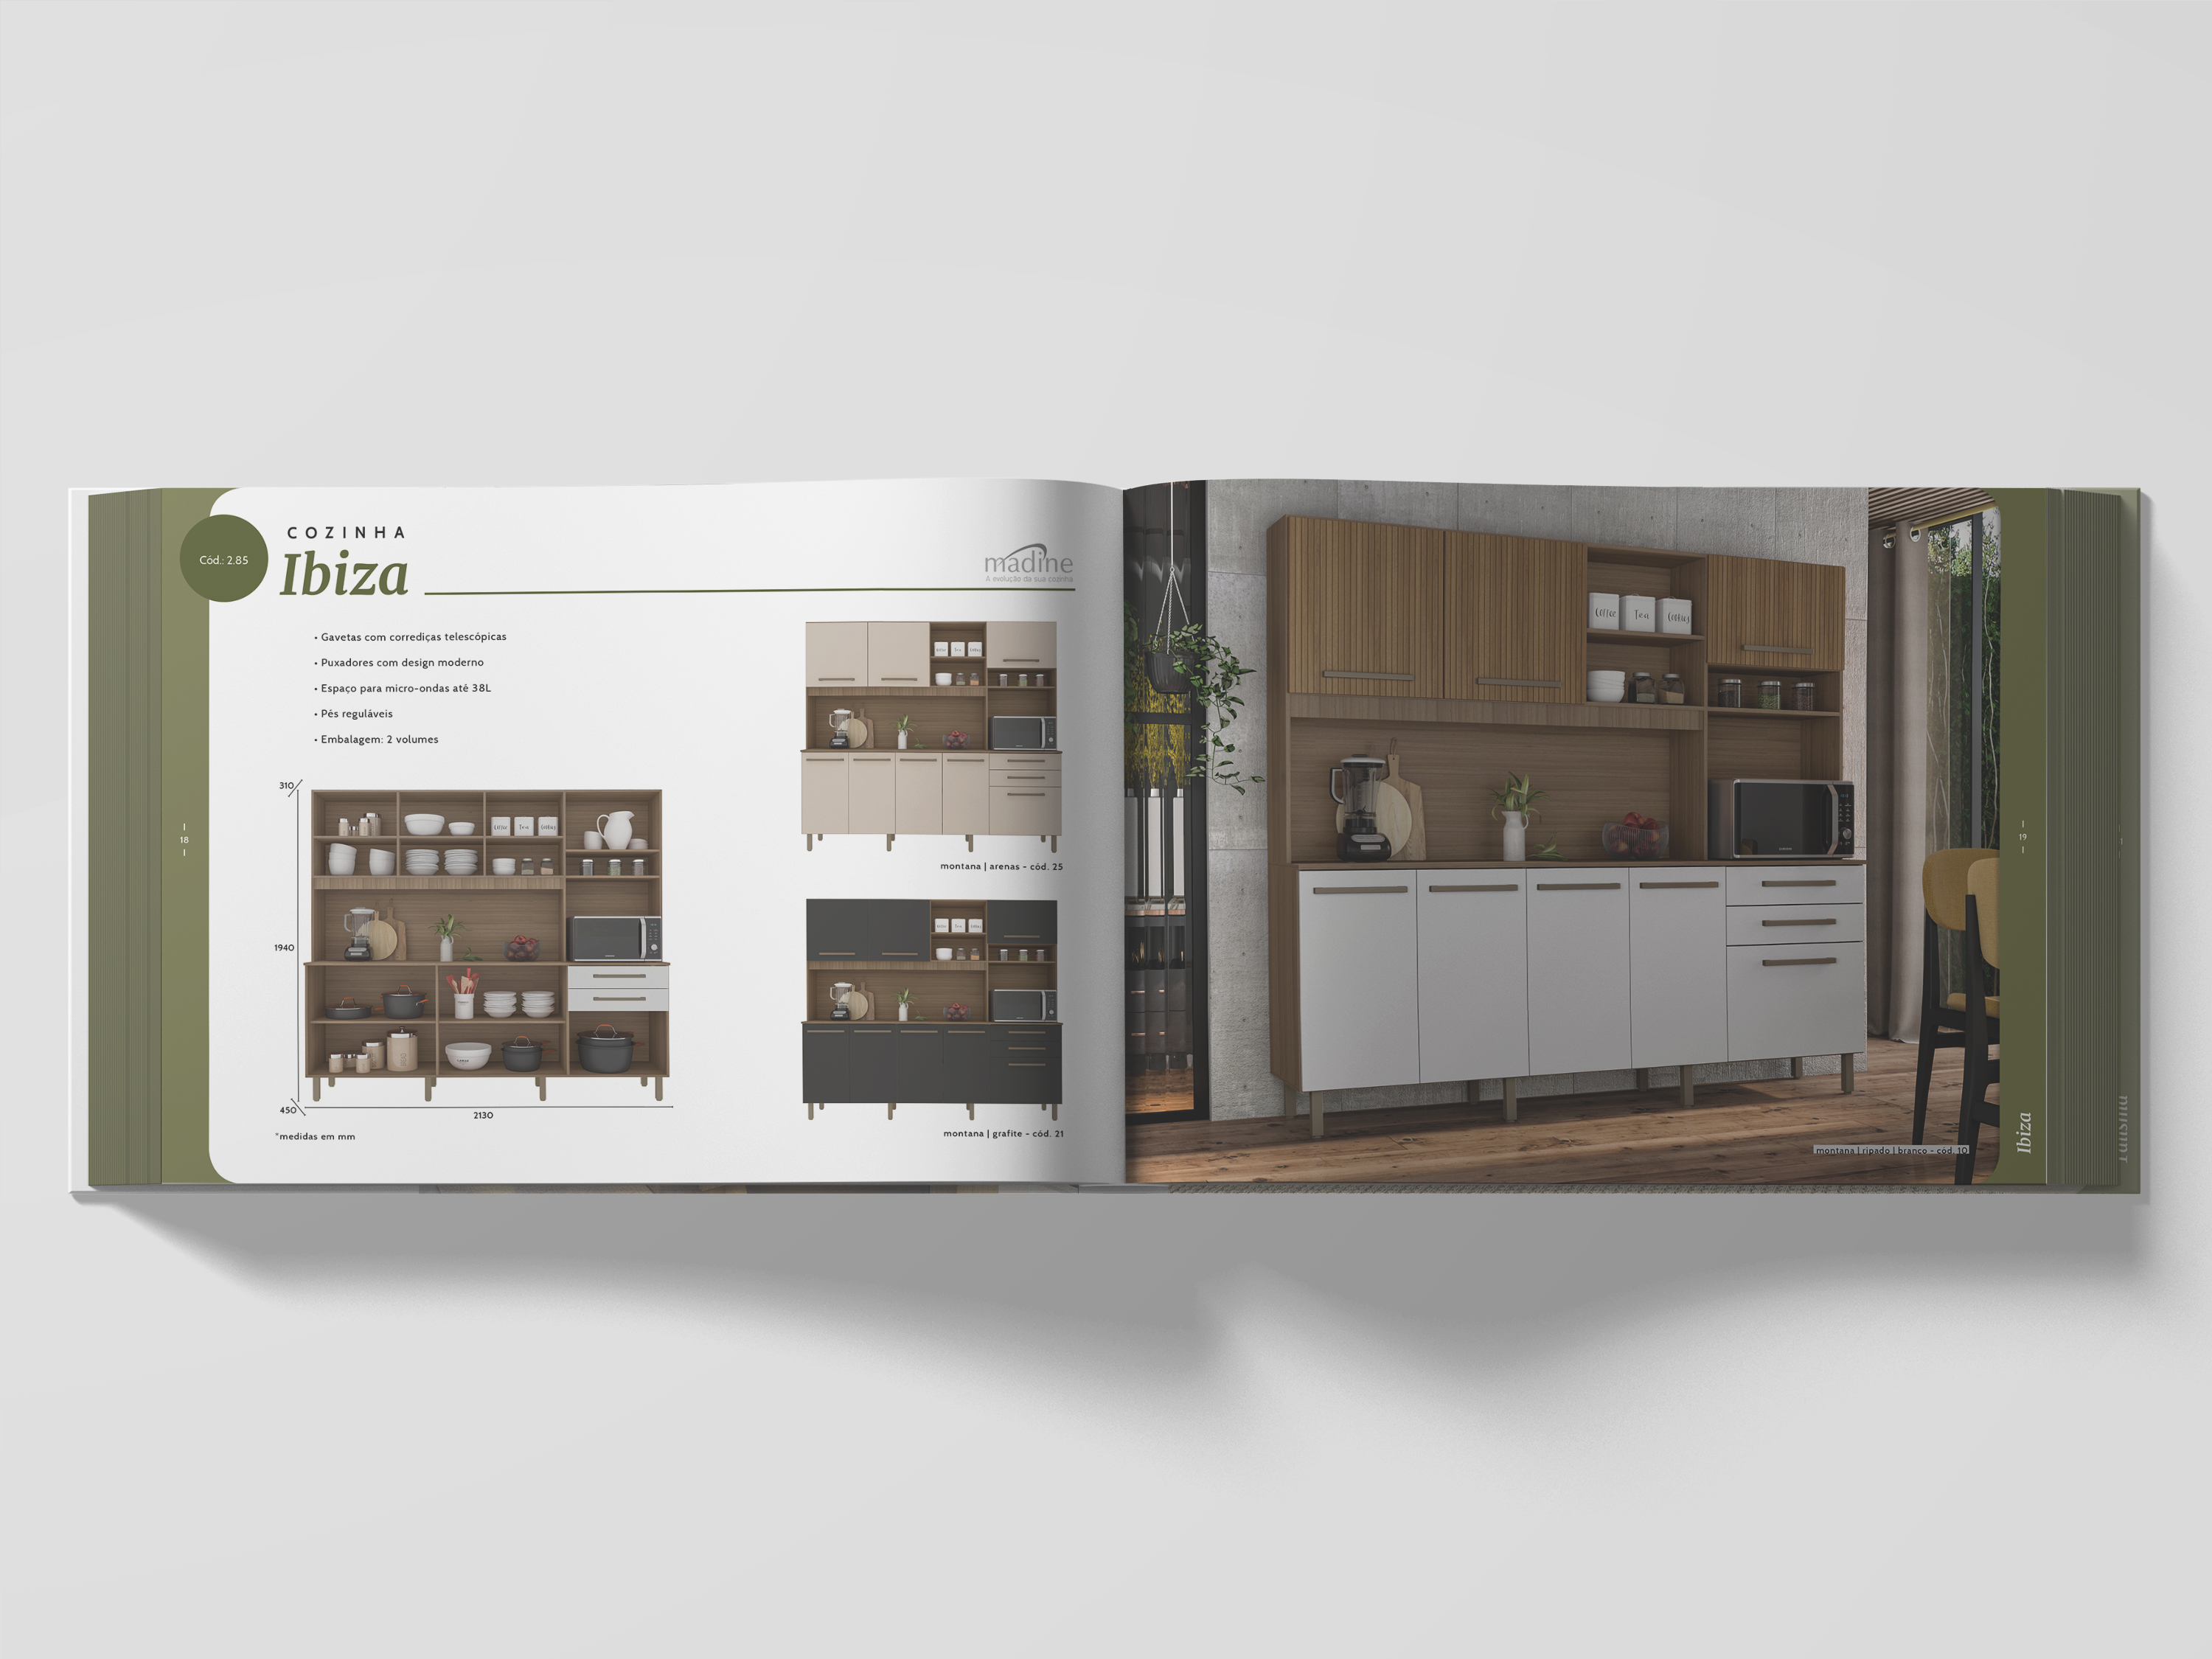 Cód.: 2.85
COZINHA
Ibiza
madine
A evolução da sua cozinha
• Gavetas com corrediças telescópicas
• Puxadores com design moderno
• Espaço para micro-ondas até 38L
• Pés reguláveis
• Embalagem: 2 volumes
310
1940
450
2130
*medidas em mm
18
Coffee Tea
montana | arenas - cód. 25
montana | grafite - cód. 21
Coffee Tea
montana | ripado | branco - cód. 10
19
Ibiza